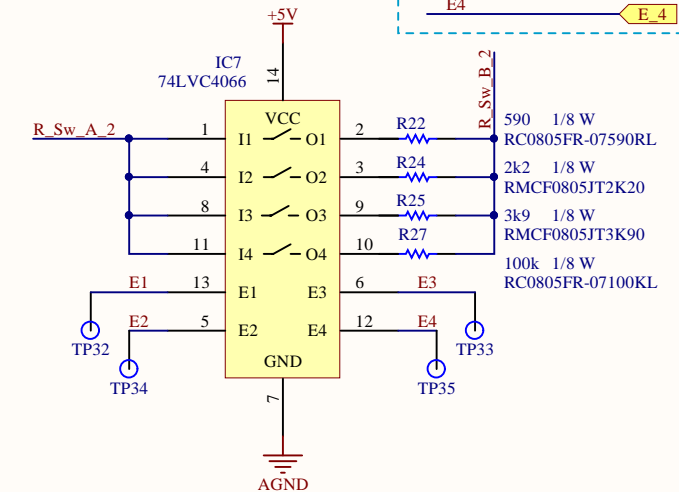 E4
E_4
+5V
IC7
74LVC4066
14
R_Sw_B_2
VCC
R_Sw_A_2
1
I1
O1
2
R22
590 1/8 W
RC0805FR-07590RL
4
I2
O2
3
R24
2k2 1/8 W
RMCF0805JT2K20
8
I3
O3
9
R25
3k9 1/8 W
RMCF0805JT3K90
11
I4
O4
10
R27
100k 1/8 W
RC0805FR-07100KL
E1
13
E1
E3
6
E3
E2
5
E2
E4
12
E4
TP32
TP33
TP34
TP35
GND
7
AGND